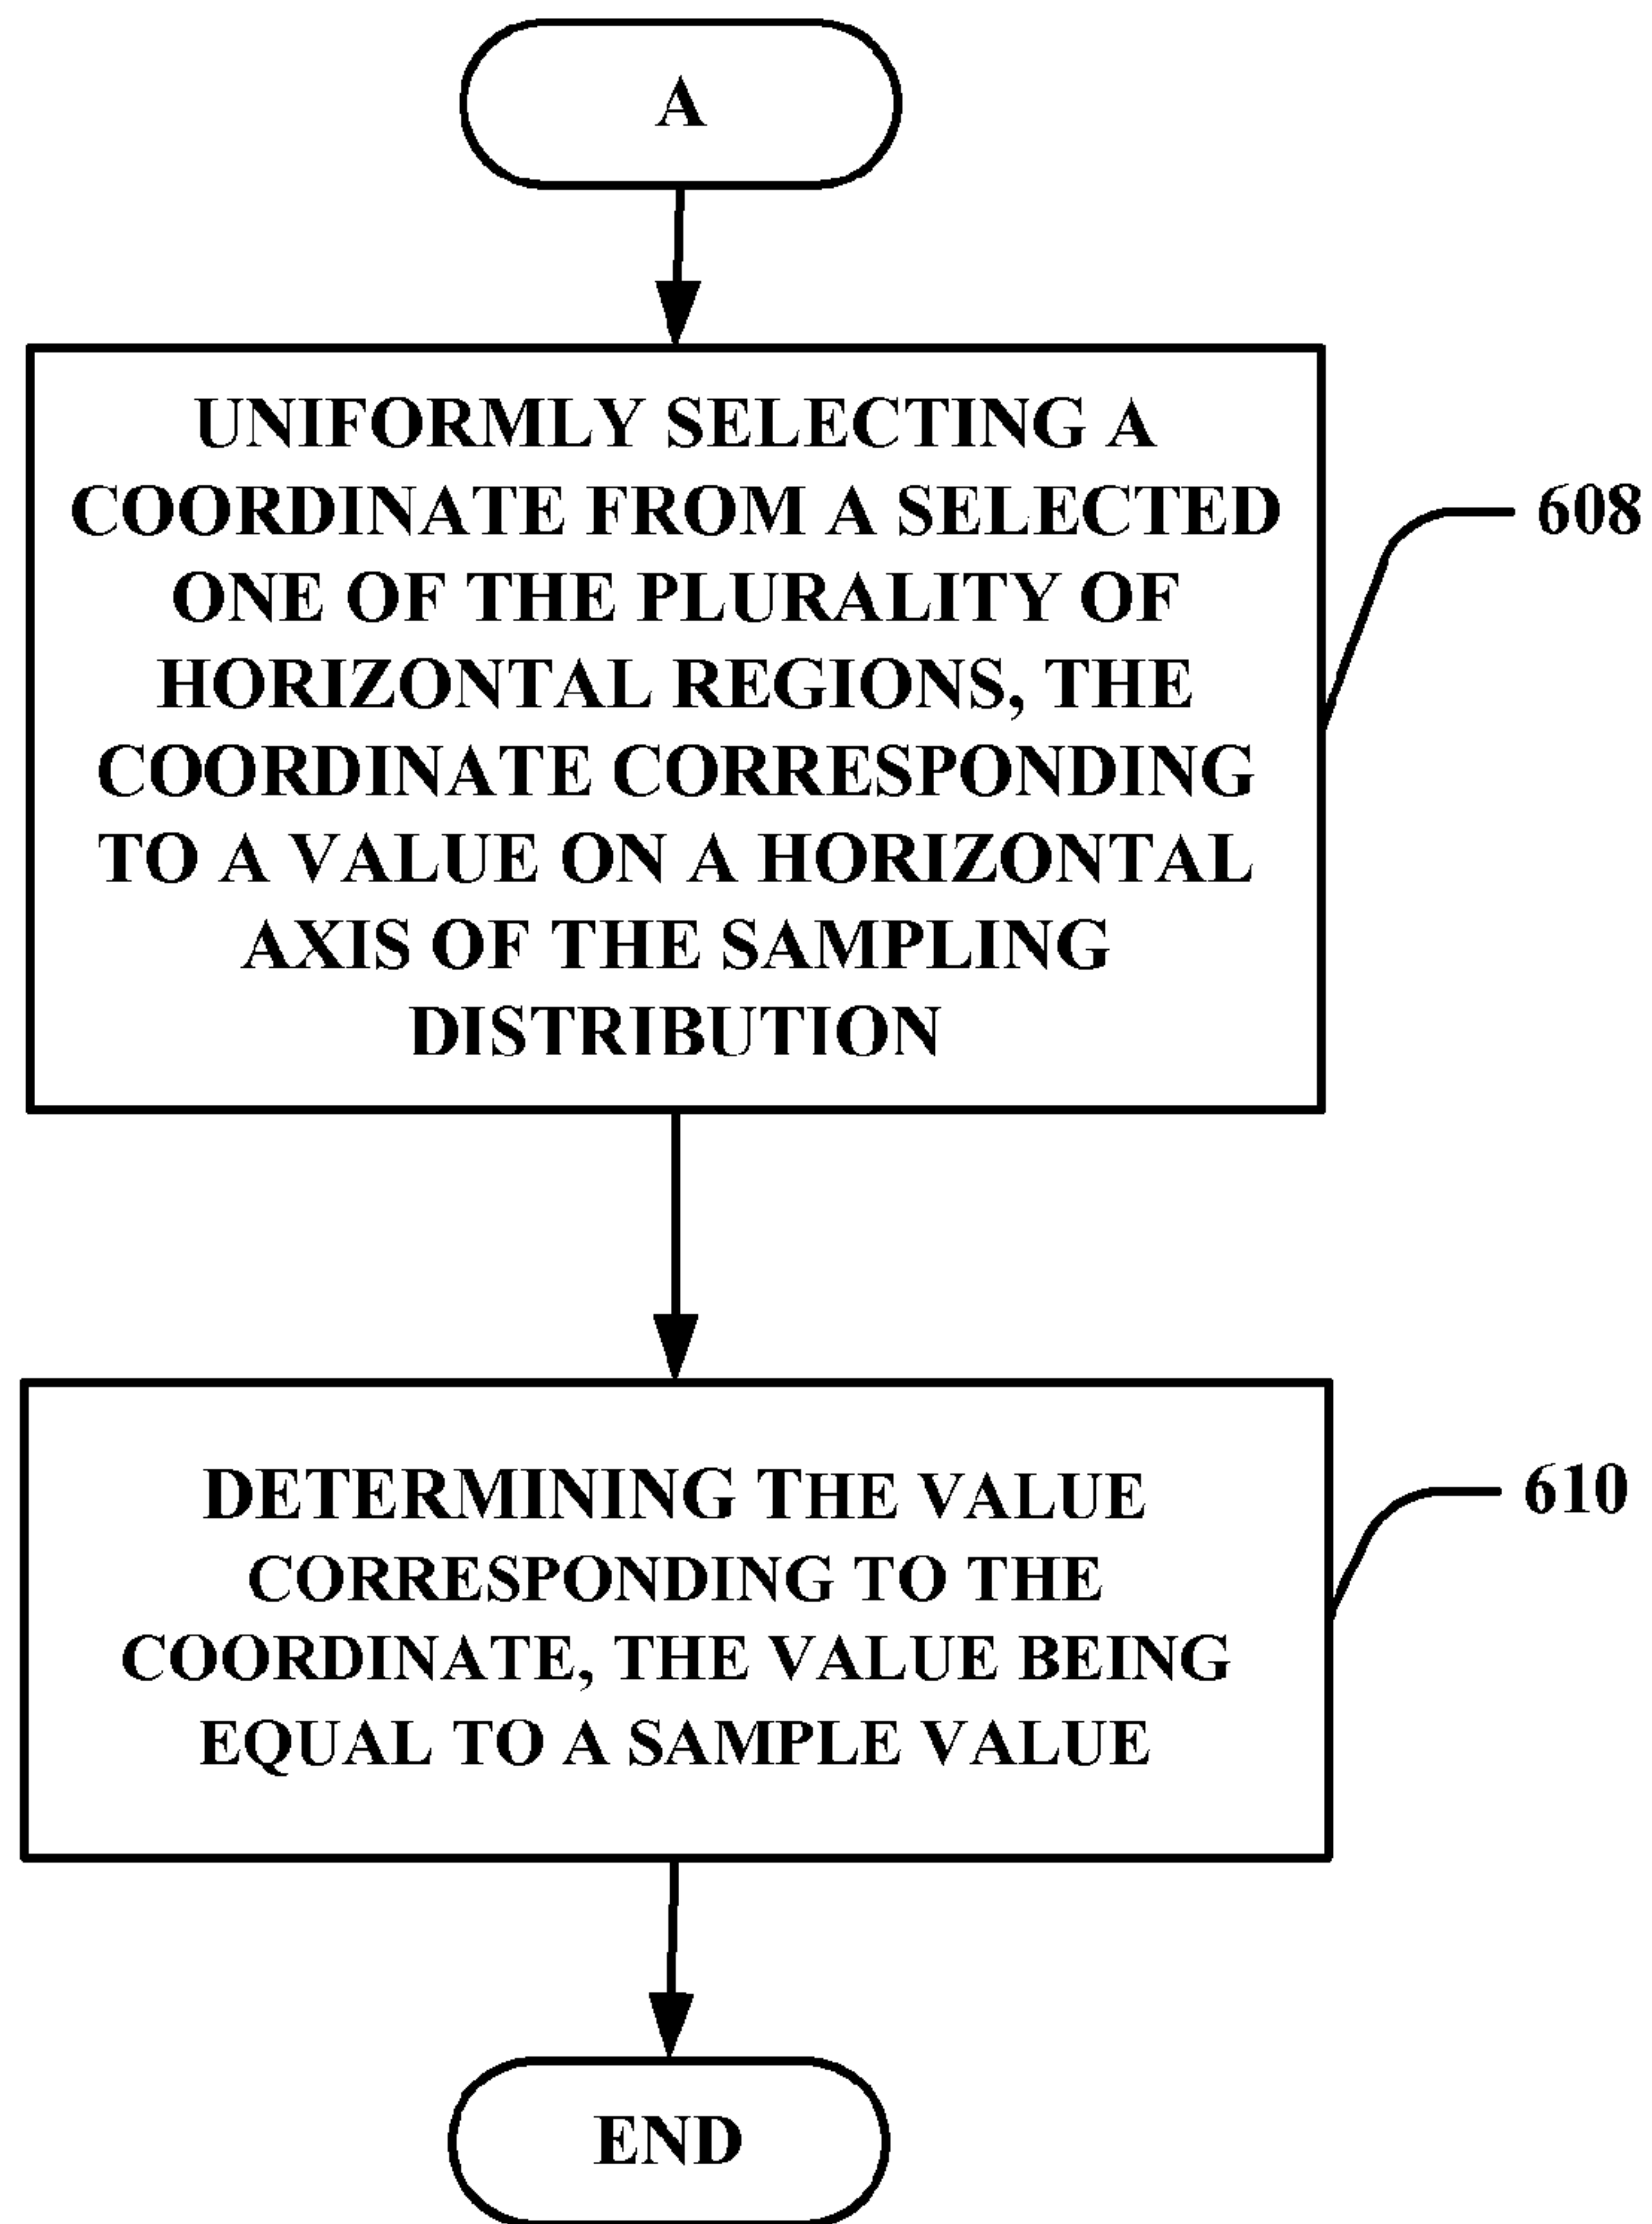 A
UNIFORMLY SELECTING A
COORDINATE FROM A SELECTED
ONE OF THE PLURALITY OF
HORIZONTAL REGIONS, THE
COORDINATE CORRESPONDING
TO A VALUE ON A HORIZONTAL
AXIS OF THE SAMPLING
DISTRIBUTION
608
DETERMINING THE VALUE
CORRESPONDING TO THE
COORDINATE, THE VALUE BEING
EQUAL TO A SAMPLE VALUE
610
END